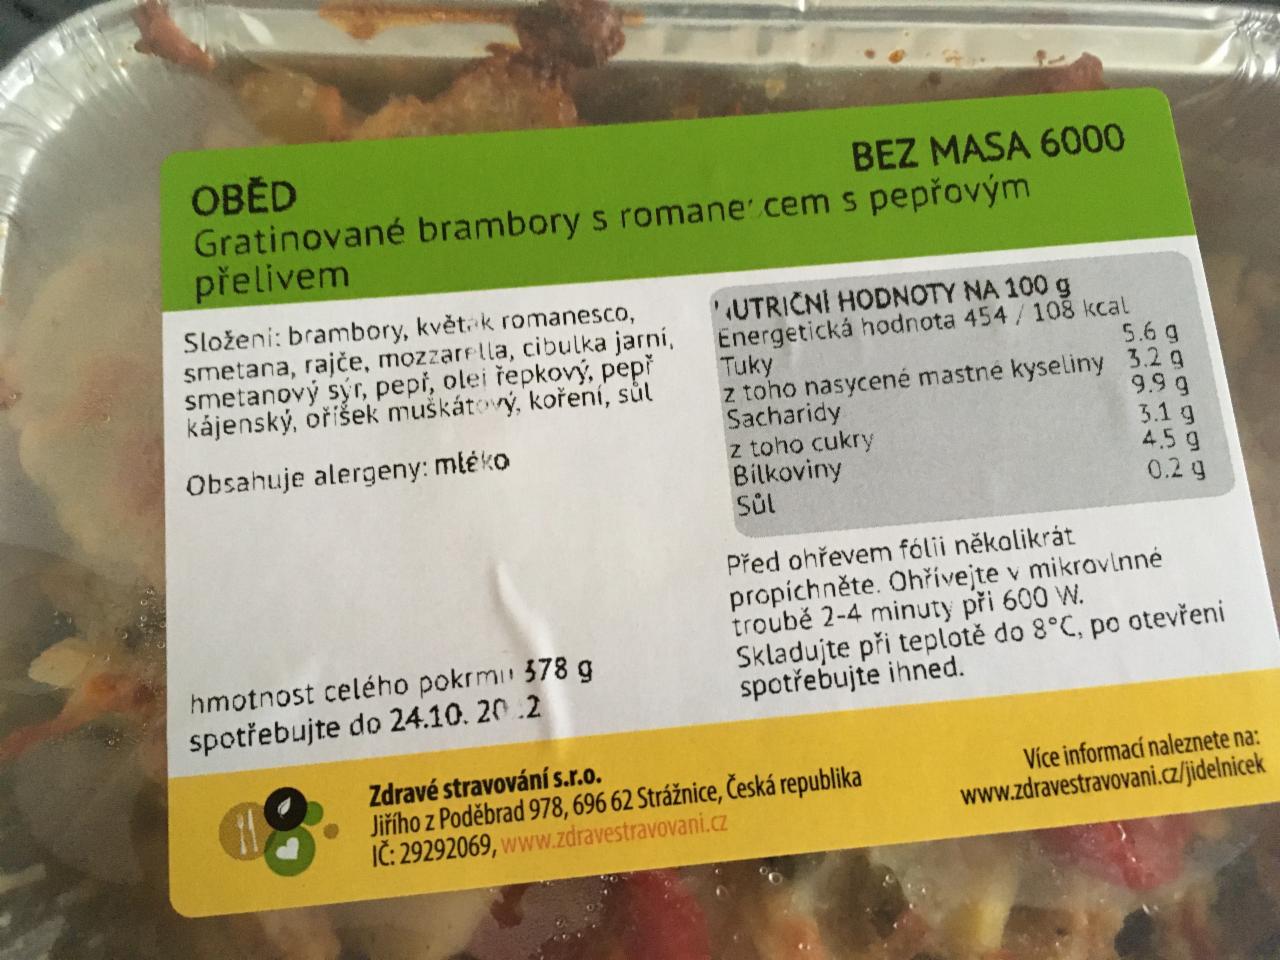 OBĚD
BEZ MASA 6000
Gratinované brambory s romane cem s pepřovým
přelivem
Složení: brambory, květák romanesco,
smetana, rajče, mozzarella, cibulka jarní,
smetanový sýr, pepř, olej řepkový, pepř
kájenský, oříšek muškátový, koření, sůl
Obsahuje alergeny: mléko
hmotnost celého pokrmu 378 g
spotřebujte do 24.10.
NUTRIČNÍ HODNOTY NA 100 g
Energetická hodnota 454 / 108 kcal
Tuky 5.6 g
z toho nasycené mastné kyseliny 3.2 g
Sacharidy 9.9 g
z toho cukry 3.1 g
Bílkoviny 4.5 g
Sůl 0.2 g
Před ohřevem fólii několikrát
propíchněte. Ohřívejte v mikrovlnné
troubě 2-4 minuty při 600 W.
Skladujte při teplotě do 8°C, po otevření
spotřebujte ihned.
Zdravé stravování s.r.o.
Jiřího z Poděbrad 978, 696 62 Strážnice, Česká republika
IČ: 29292069, www.zdravestravovani.cz
Více informací naleznete na:
www.zdravestravovani.cz/jidelnicek